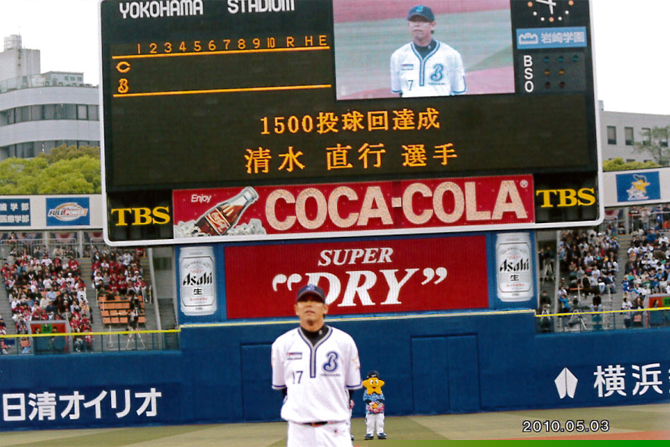 YOKOHAMA STADIUM
1 2 3 4 5 6 7 8 9 10 R H E
C
B
岩崎学園
B
S
O
B
17
1500投球回達成
清水 直行 選手
TBS
Enjoy
COCA-COLA®
TBS
Asahi
生
SUPER
"DRY"
Asahi
生
B
17
日清オイリオ
横浜
2010.05.03